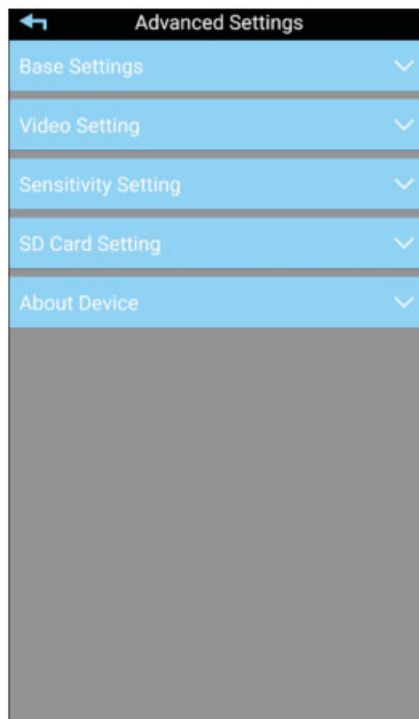 Advanced Settings
Base Settings
Video Setting
Sensitivity Setting
SD Card Setting
About Device